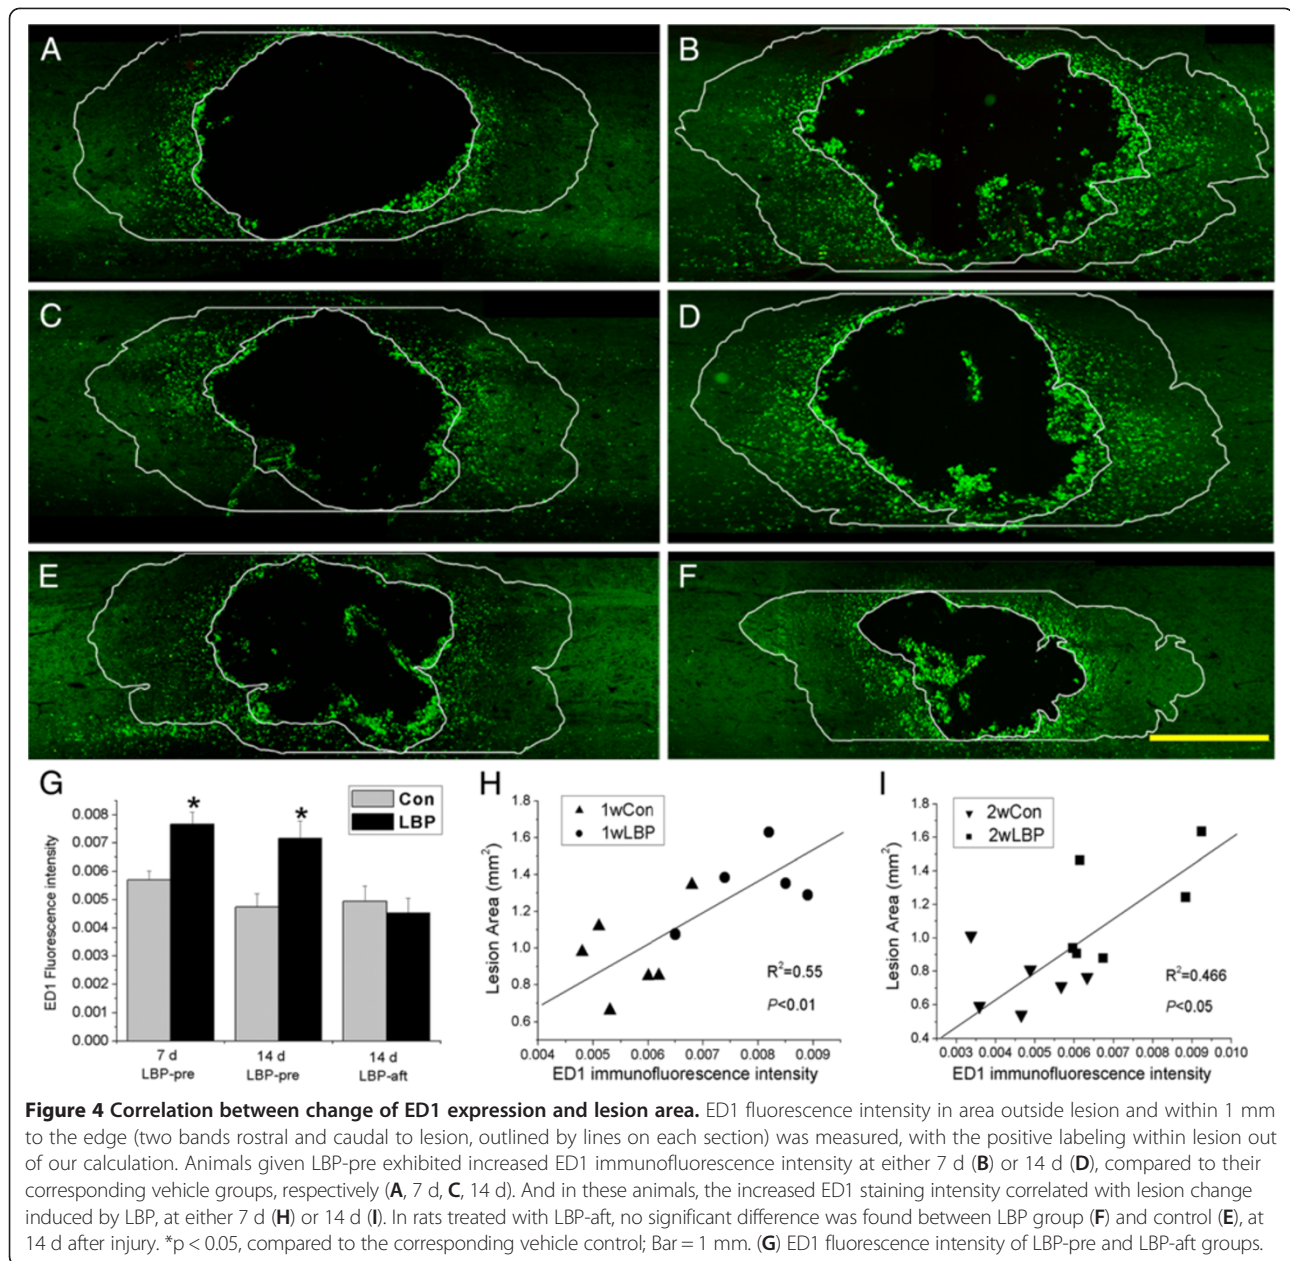 A
B
C
D
E
F
G
ED1 Fluorescence intensity
0.008
0.007
0.006
0.005
0.004
0.003
0.002
0.001
0.000
*
*
Con
LBP
7 d
LBP-pre
14 d
LBP-pre
14 d
LBP-aft
H
Lesion Area (mm²)
1.8
1.6
1.4
1.2
1.0
0.8
0.6
1wCon
1wLBP
R²=0.55
P<0.01
0.004 0.005 0.006 0.007 0.008 0.009
ED1 immunofluorescence intensity
I
Lesion Area (mm²)
1.8
1.6
1.4
1.2
1.0
0.8
0.6
0.4
2wCon
2wLBP
R²=0.466
P<0.05
0.003 0.004 0.005 0.006 0.007 0.008 0.009 0.010
ED1 immunofluorescence intensity
Figure 4 Correlation between change of ED1 expression and lesion area. ED1 fluorescence intensity in area outside lesion and within 1 mm
to the edge (two bands rostral and caudal to lesion, outlined by lines on each section) was measured, with the positive labeling within lesion out
of our calculation. Animals given LBP-pre exhibited increased ED1 immunofluorescence intensity at either 7 d (B) or 14 d (D), compared to their
corresponding vehicle groups, respectively (A, 7 d, C, 14 d). And in these animals, the increased ED1 staining intensity correlated with lesion change
induced by LBP, at either 7 d (H) or 14 d (I). In rats treated with LBP-aft, no significant difference was found between LBP group (F) and control (E), at
14 d after injury. *p < 0.05, compared to the corresponding vehicle control; Bar = 1 mm. (G) ED1 fluorescence intensity of LBP-pre and LBP-aft groups.